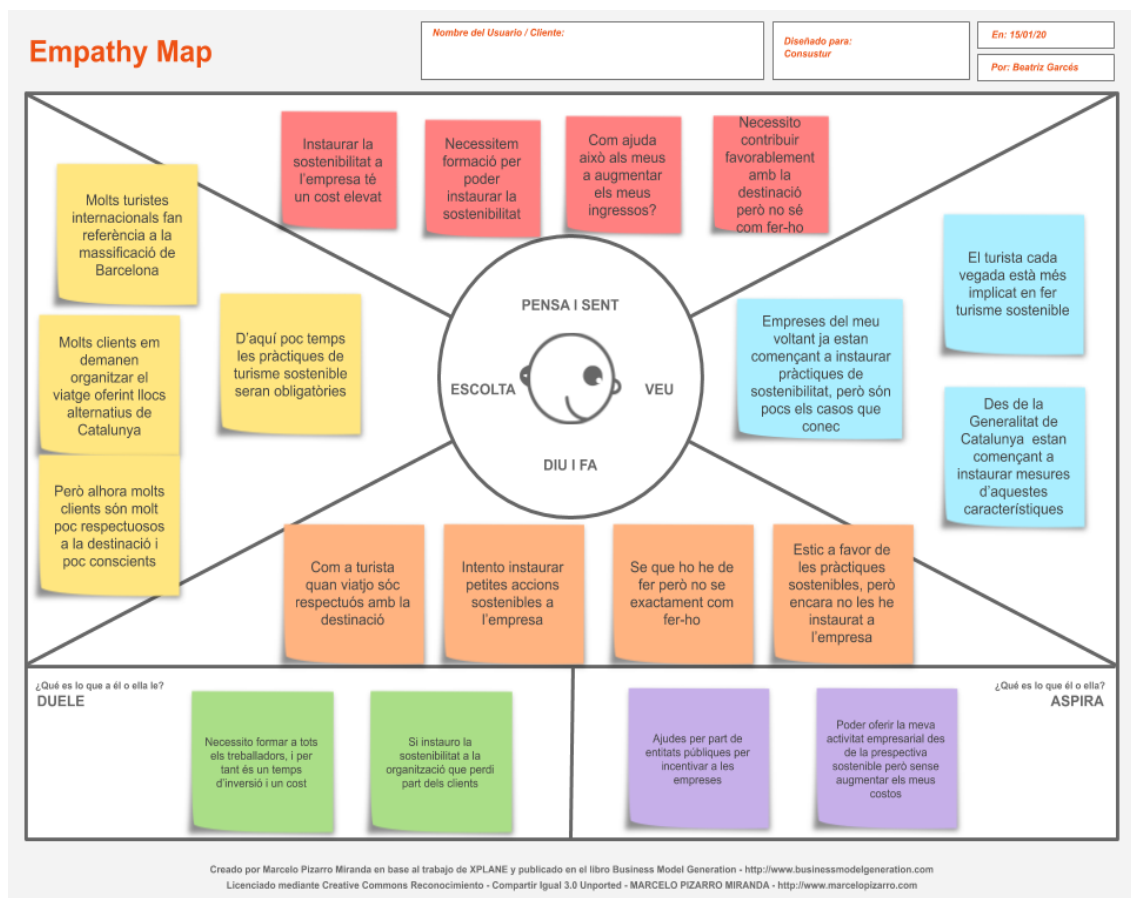 Empathy Map
Nombre del Usuario / Cliente:
Diseñado para:
Consustur
En: 15/01/20
Por: Beatriz Garcés
Instaurar la
sostenibilitat a
l'empresa té
un cost elevat
Necessitem
formació per
poder
instaurar la
sostenibilitat
Com ajuda
això als meus
a augmentar
els meus
ingressos?
Necessito
contribuir
favorablement
amb la
destinació
però no sé
com fer-ho
Molts turistes
internacionals fan
referència a la
massificació de
Barcelona
Molts clients em
demanen
organitzar el
viatge oferint llocs
alternatius de
Catalunya
Però alhora molts
clients són molt
poc respectuosos
a la destinació i
poc conscients
D'aquí poc temps
les pràctiques de
turisme sostenible
seran obligatòries
PENSA I SENT
ESCOLTA
VEU
DIU I FA
Empreses del meu
voltant ja estan
començant a instaurar
pràctiques de
sostenibilitat, però són
pocs els casos que
conec
El turista cada
vegada està més
implicat en fer
turisme sostenible
Des de la
Generalitat de
Catalunya estan
començant a
instaurar mesures
d'aquestes
característiques
Com a turista
quan viatjo sóc
respectuós amb la
destinació
Intento instaurar
petites accions
sostenibles a
l'empresa
Se que ho he de
fer però no se
exactament com
fer-ho
Estic a favor de
les pràctiques
sostenibles, però
encara no les he
instaurat a
l'empresa
¿Qué es lo que a él o ella le?
DUELE
Necessito formar a tots
els treballadors, i per
tant és un temps
d'inversió i un cost
Si instauro la
sostenibilitat a la
organització que perdi
part dels clients
¿Qué es lo que él o ella?
ASPIRA
Ajudes per part de
entitats públiques per
incentivar a les
empreses
Poder oferir la meva
activitat empresarial des
de la prespectiva
sostenible però sense
augmentar els meus
costos
Creado por Marcelo Pizarro Miranda en base al trabajo de XPLANE y publicado en el libro Business Model Generation - http://www.businessmodelgeneration.com
Licenciado mediante Creative Commons Reconocimiento - Compartir Igual 3.0 Unported - MARCELO PIZARRO MIRANDA - http://www.marcelopizarro.com